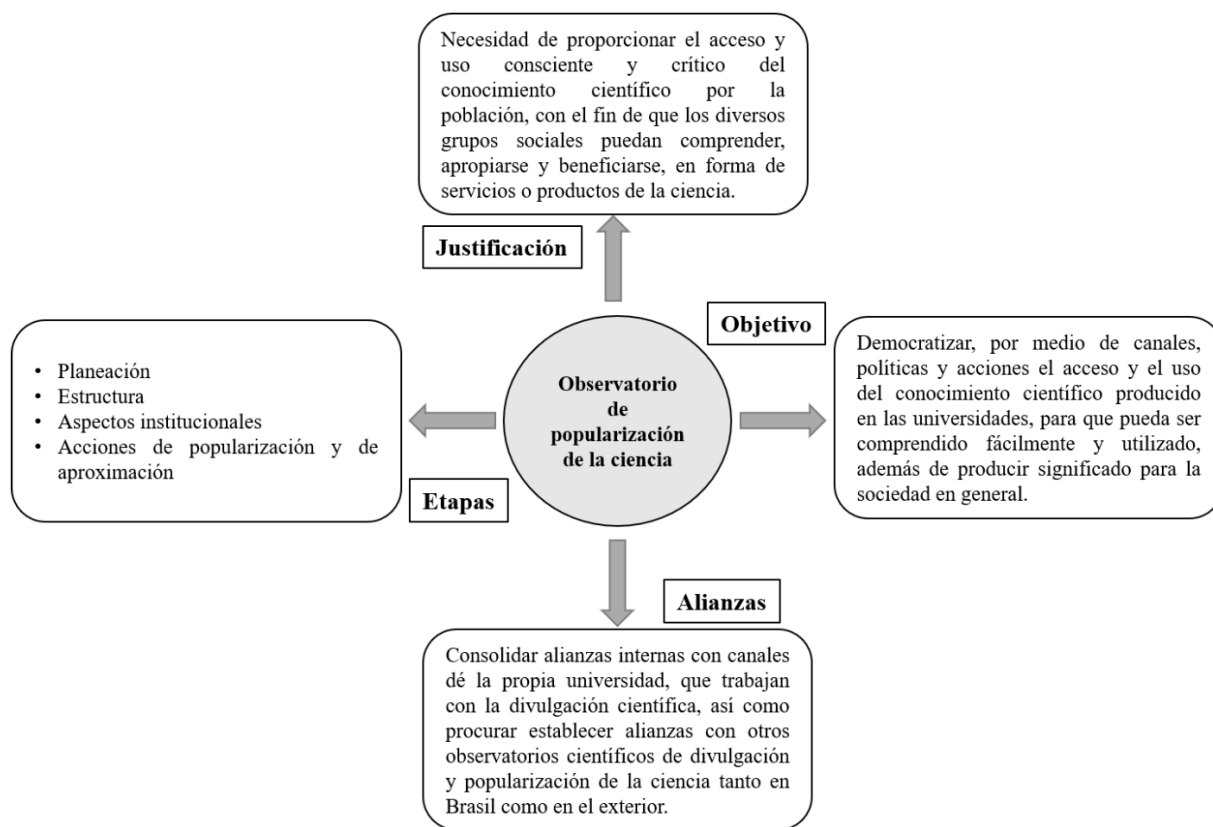 Necesidad de proporcionar el acceso y
uso consciente y crítico del
conocimiento científico por la
población, con el fin de que los diversos
grupos sociales puedan comprender,
apropiarse y beneficiarse, en forma de
servicios o productos de la ciencia.
Justificación
Objetivo
Democratizar, por medio de canales,
políticas y acciones el acceso y el uso
del conocimiento científico producido
en las universidades, para que pueda ser
comprendido fácilmente y utilizado,
además de producir significado para la
sociedad en general.
Observatorio
de
popularización
de la ciencia
• Planeación
• Estructura
• Aspectos institucionales
• Acciones de popularización y de
aproximación
Etapas
Alianzas
Consolidar alianzas internas con canales
dé la propia universidad, que trabajan
con la divulgación científica, así como
procurar establecer alianzas con otros
observatorios científicos de divulgación
y popularización de la ciencia tanto en
Brasil como en el exterior.